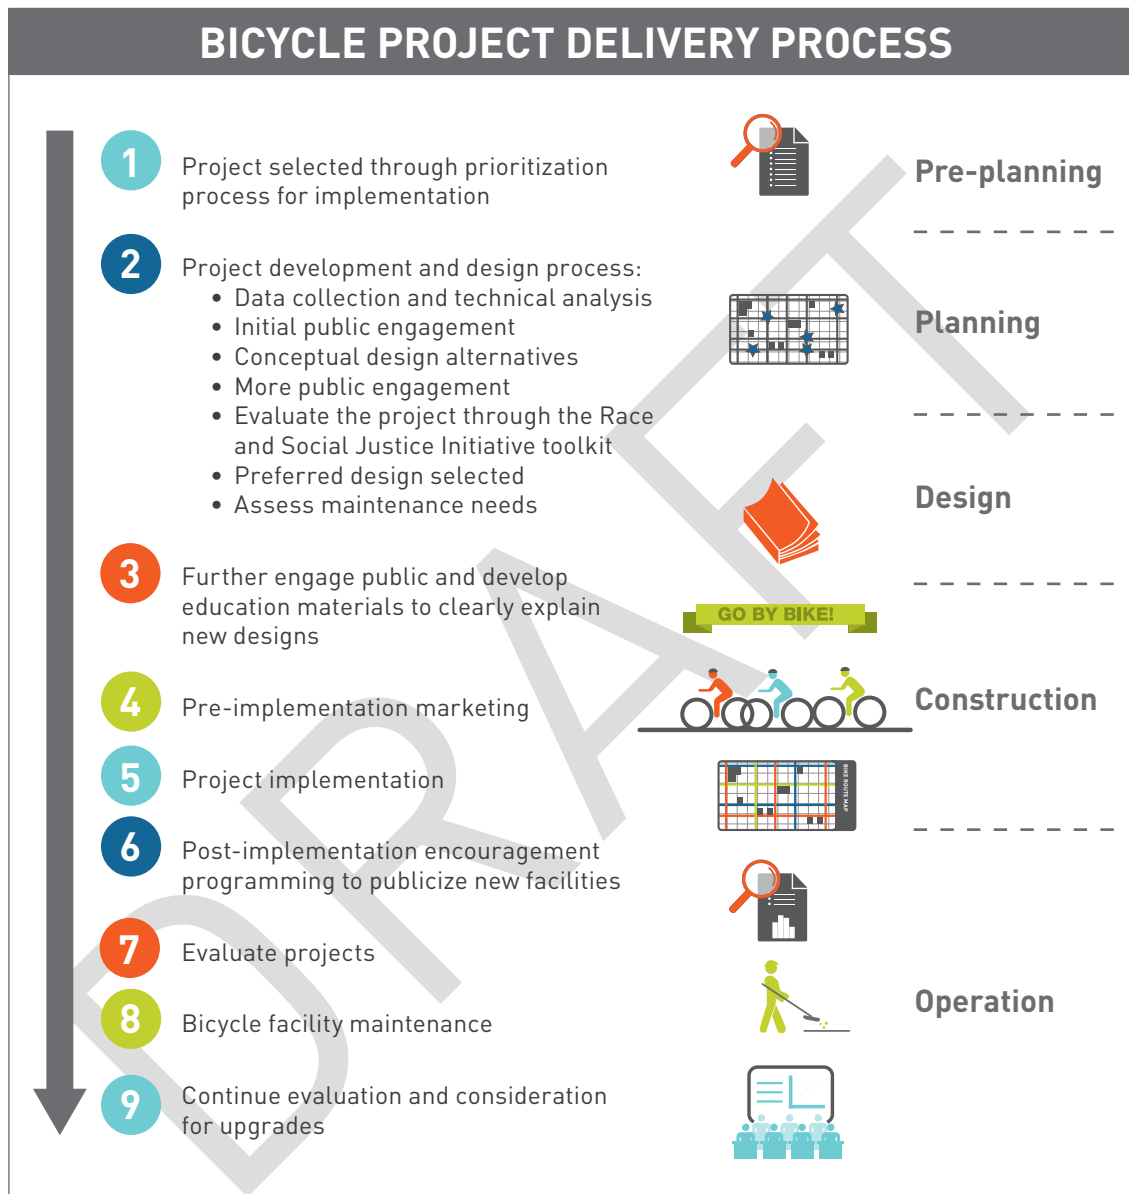 BICYCLE PROJECT DELIVERY PROCESS
1
Project selected through prioritization
process for implementation
Pre-planning
2
Project development and design process:
• Data collection and technical analysis
• Initial public engagement
• Conceptual design alternatives
• More public engagement
• Evaluate the project through the Race
and Social Justice Initiative toolkit
• Preferred design selected
• Assess maintenance needs
Planning
Design
3
Further engage public and develop
education materials to clearly explain
new designs
GO BY BIKE!
4
Pre-implementation marketing
Construction
5
Project implementation
BIKE ROUTE MAP
6
Post-implementation encouragement
programming to publicize new facilities
7
Evaluate projects
8
Bicycle facility maintenance
Operation
9
Continue evaluation and consideration
for upgrades
DRAFT